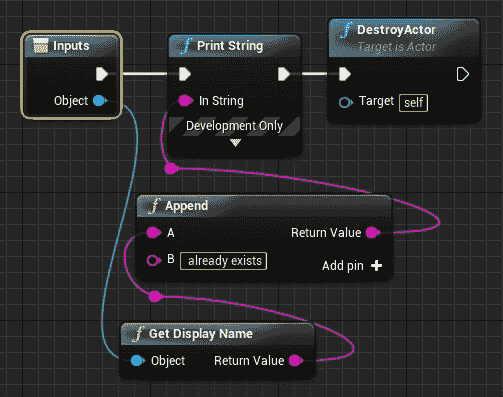 Inputs
Object
Print String
In String
Development Only
DestroyActor
Target is Actor
Target self
Append
A
Return Value
B already exists
Add pin
Get Display Name
Object
Return Value